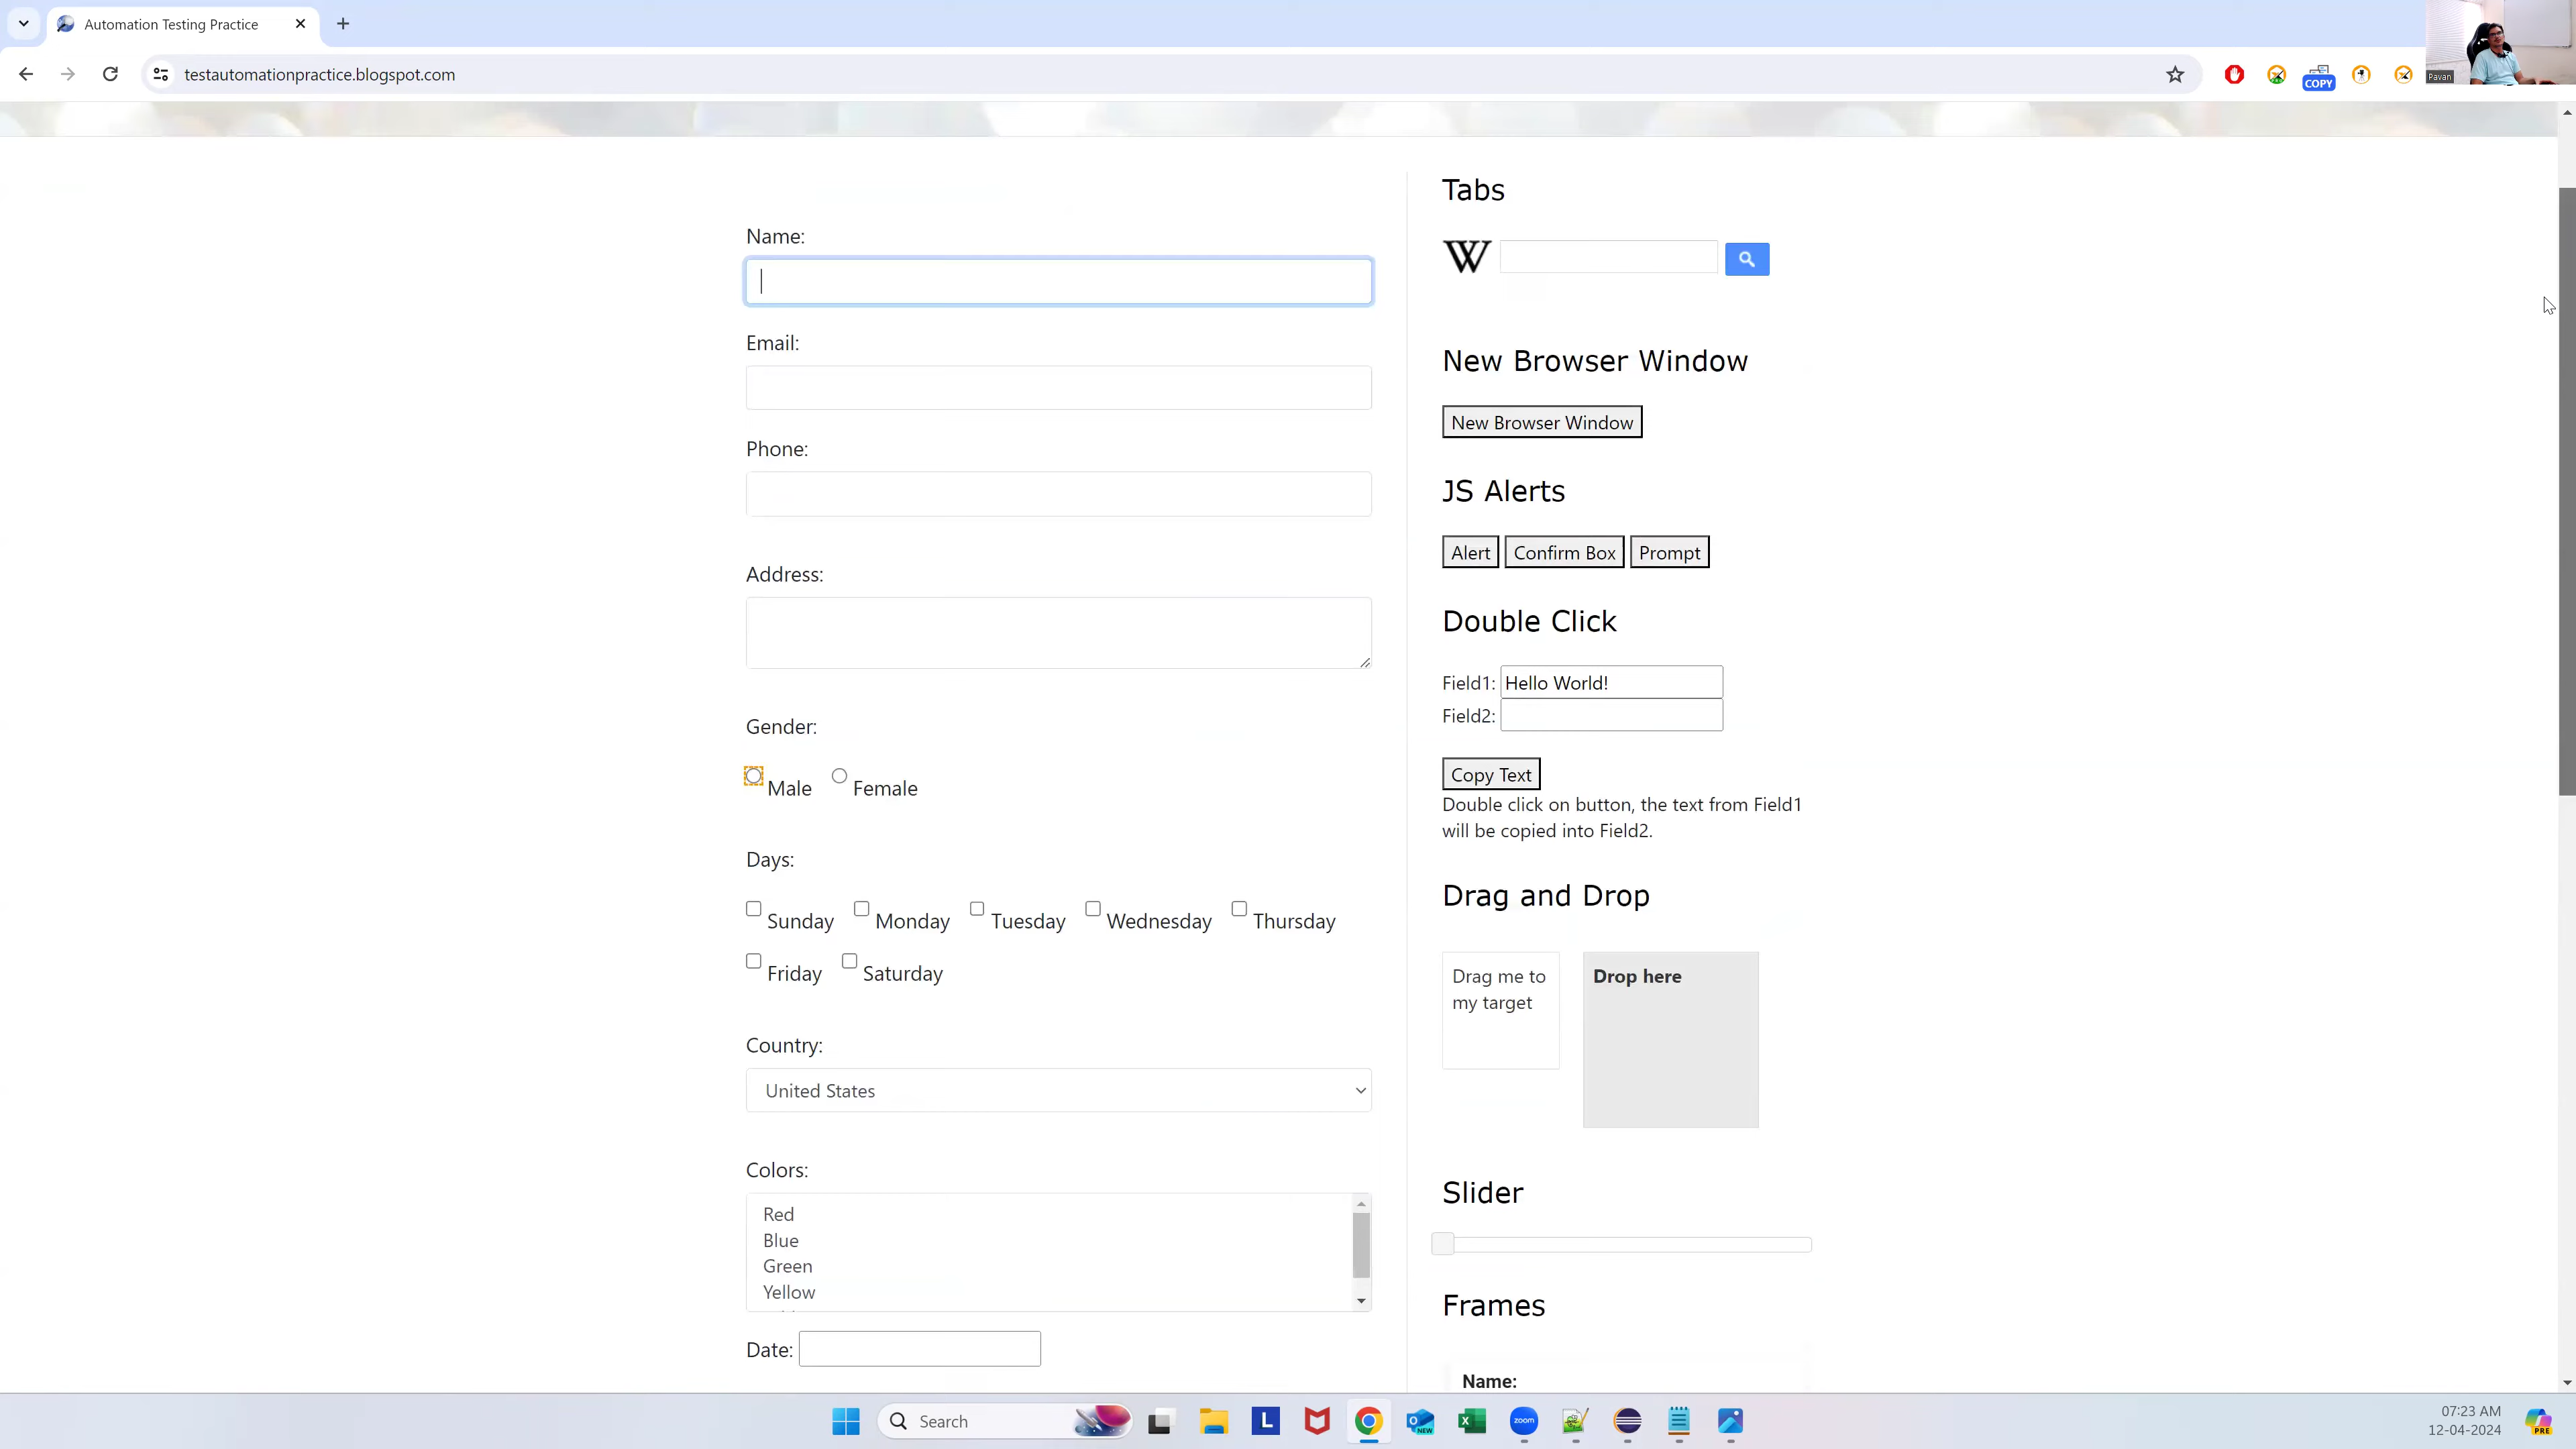 Automation Testing Practice
testautomationpractice.blogspot.com
COPY
Pavan
Name:
Email:
Phone:
Address:
Gender:
Male Female
Days:
Sunday Monday Tuesday Wednesday Thursday
Friday Saturday
Country:
United States
Colors:
Red
Blue
Green
Yellow
Date:
Tabs
W
New Browser Window
New Browser Window
JS Alerts
Alert Confirm Box Prompt
Double Click
Field1: Hello World!
Field2:
Copy Text
Double click on button, the text from Field1
will be copied into Field2.
Drag and Drop
Drag me to
my target
Drop here
Slider
Frames
Name:
Search
L
NEW
zoom
07:23 AM
12-04-2024
PRE